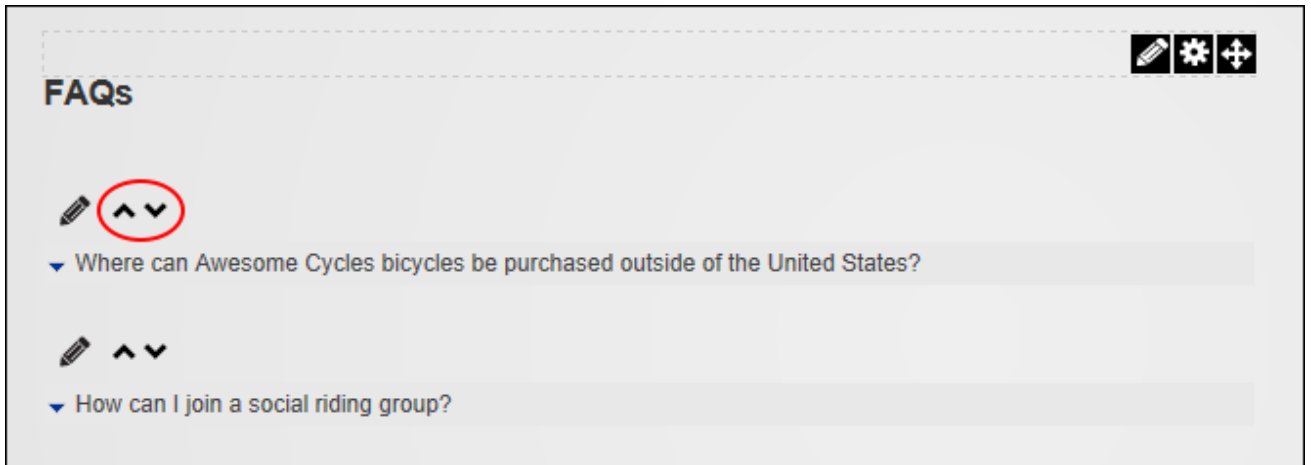 FAQs
Where can Awesome Cycles bicycles be purchased outside of the United States?
How can I join a social riding group?